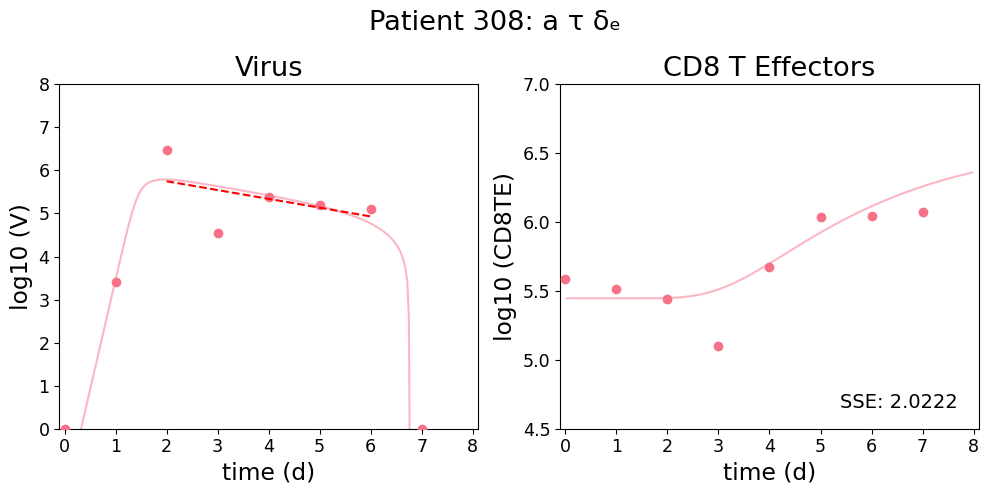 Patient 308: a τ δₑ
Virus
CD8 T Effectors
log10 (V)
8
7
6
5
4
3
2
1
0
0 1 2 3 4 5 6 7 8
time (d)
log10 (CD8TE)
7.0
6.5
6.0
5.5
5.0
4.5
SSE: 2.0222
0 1 2 3 4 5 6 7 8
time (d)